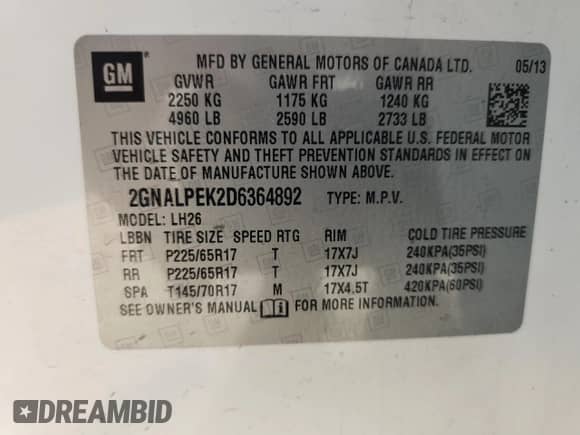 GM
MFD BY GENERAL MOTORS OF CANADA LTD. 05/13
GVWR GAWR FRT GAWR RR
2250 KG 1175 KG 1240 KG
4960 LB 2590 LB 2733 LB
THIS VEHICLE CONFORMS TO ALL APPLICABLE U.S. FEDERAL MOTOR
VEHICLE SAFETY AND THEFT PREVENTION STANDARDS IN EFFECT ON
THE DATE OF MANUFACTURE SHOWN ABOVE.
2GNALPEK2D6364892 TYPE: M.P.V.
MODEL: LH26
LBBN TIRE SIZE SPEED RTG RIM COLD TIRE PRESSURE
FRT P225/65R17 T 17X7J 240KPA(35PSI)
RR P225/65R17 T 17X7J 240KPA(35PSI)
SPA T145/70R17 M 17X4.5T 420KPA(60PSI)
SEE OWNER'S MANUAL FOR MORE INFORMATION
DREAMBID